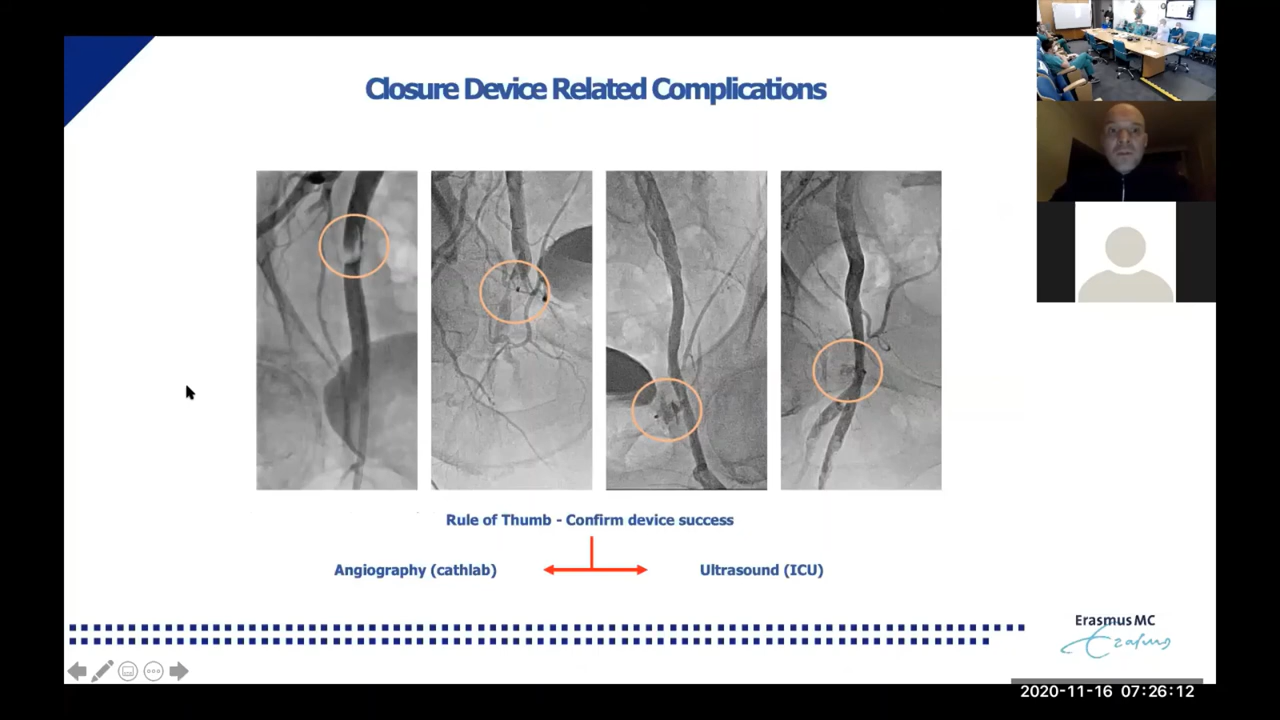 Closure Device Related Complications
Rule of Thumb - Confirm device success
Angiography (cathlab)
Ultrasound (ICU)
Erasmus MC
Erasmus
2020-11-16 07:26:12